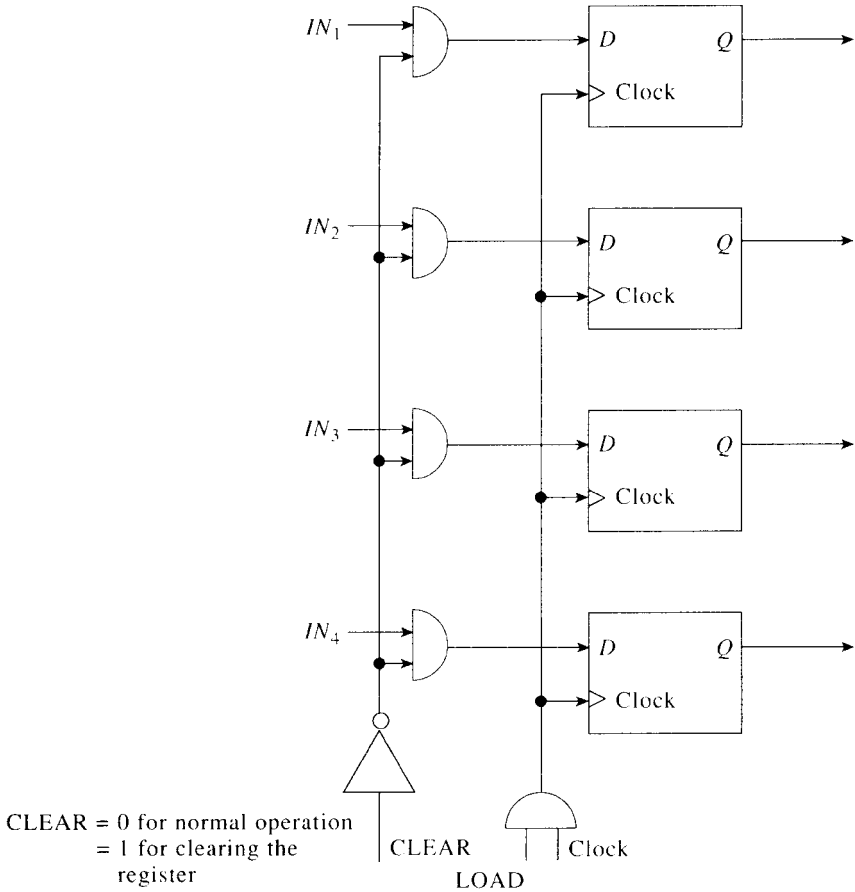 IN₁
D Q
Clock
IN₂
D Q
Clock
IN₃
D Q
Clock
IN₄
D Q
Clock
CLEAR = 0 for normal operation
= 1 for clearing the
register
CLEAR
LOAD
Clock